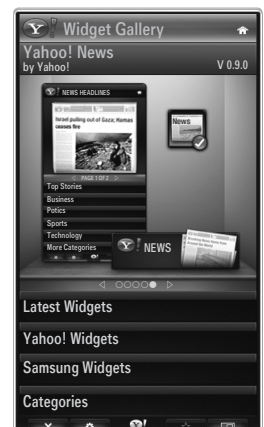 Y! Widget Gallery
Yahoo! News
by Yahoo! V 0.9.0
Y! NEWS HEADLINES
Israel pulling out of Gaza; Hamas
causes fire
◁ PAGE 1 OF 2 ▷
Top Stories
Business
Potics
Sports
Technology
More Categories
News
Y! NEWS
Latest Widgets
Yahoo! Widgets
Samsung Widgets
Categories